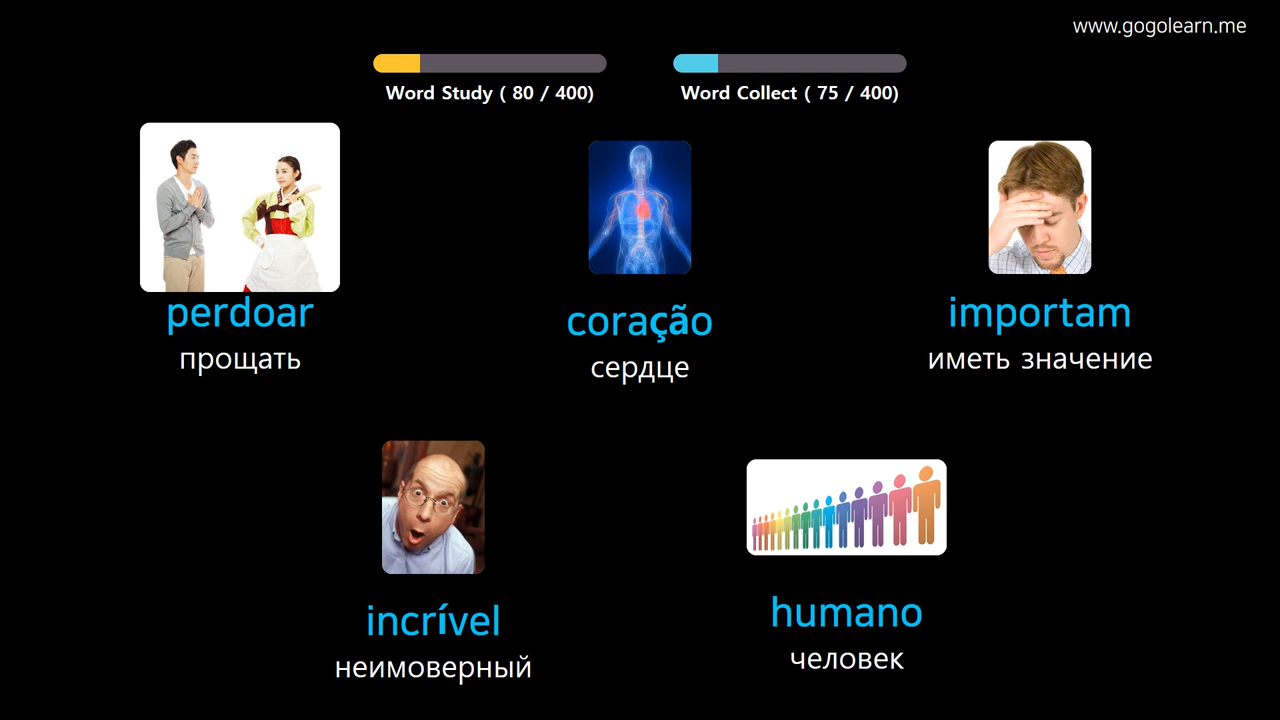 www.gogolearn.me
Word Study ( 80 / 400)
Word Collect ( 75 / 400)
perdoar
прощать
coração
сердце
importam
иметь значение
incrível
неимоверный
humano
человек